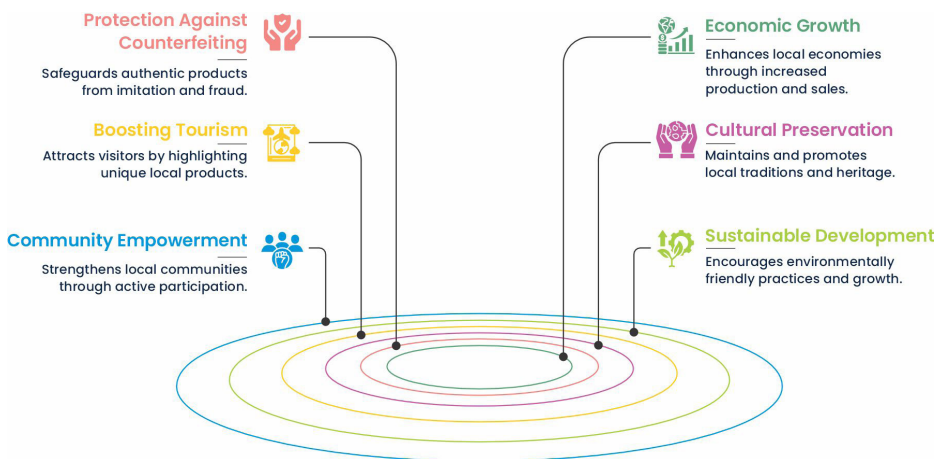 Protection Against
Counterfeiting
Safeguards authentic products
from imitation and fraud.
Boosting Tourism
Attracts visitors by highlighting
unique local products.
Community Empowerment
Strengthens local communities
through active participation.
Economic Growth
Enhances local economies
through increased
production and sales.
Cultural Preservation
Maintains and promotes
local traditions and heritage.
Sustainable Development
Encourages environmentally
friendly practices and growth.